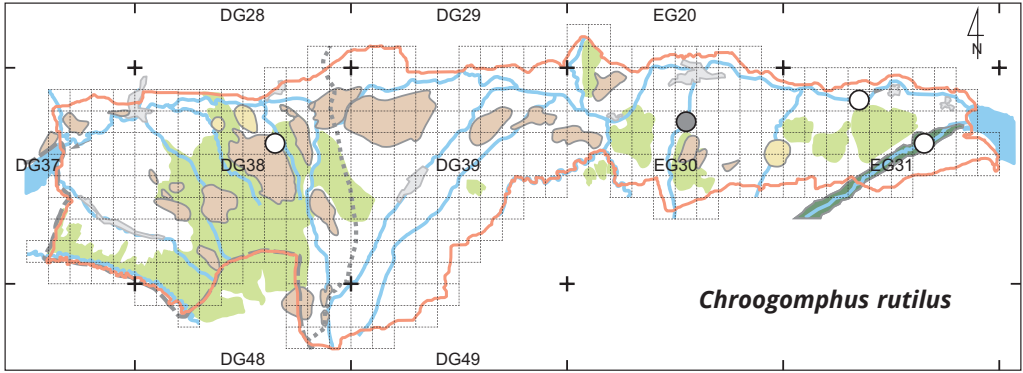 DG28 DG29 EG20
N
DG37 DG38 DG39 EG30 EG31
Chroogomphus rutilus
DG48 DG49